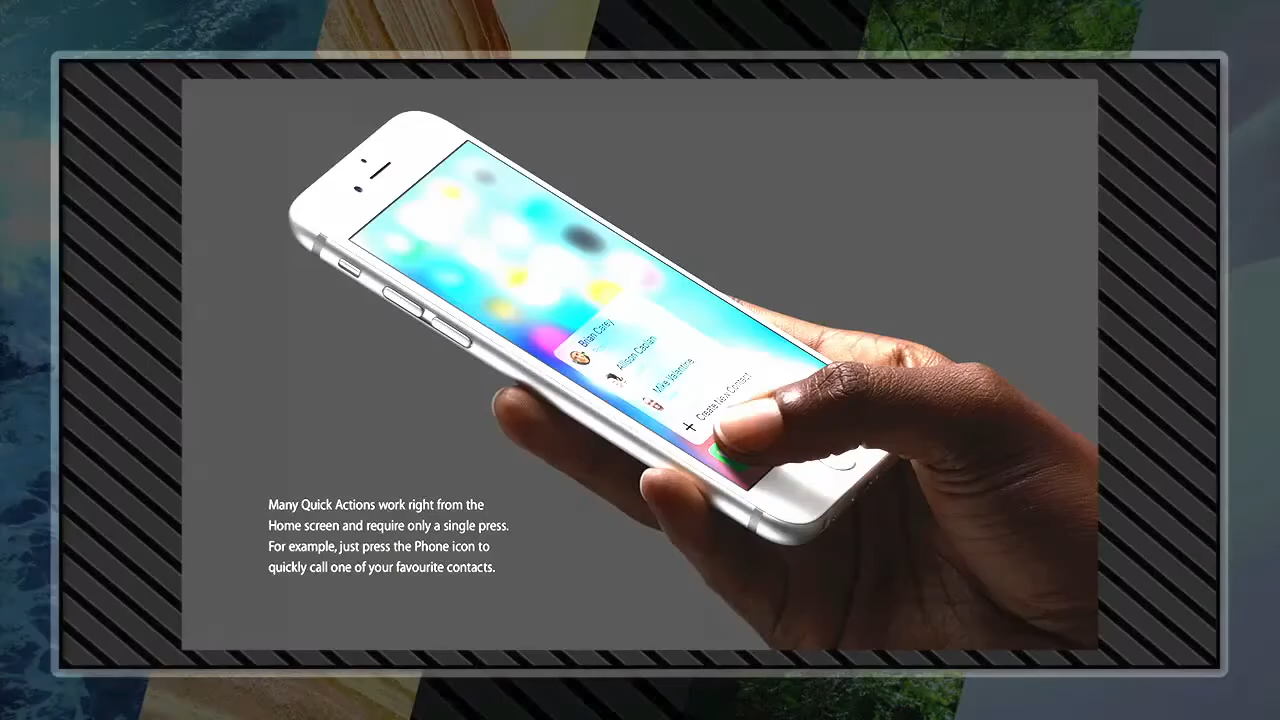 Brian Carey
Allison Cadian
Mike Valentine
Create New Contact
Many Quick Actions work right from the
Home screen and require only a single press.
For example, just press the Phone icon to
quickly call one of your favourite contacts.